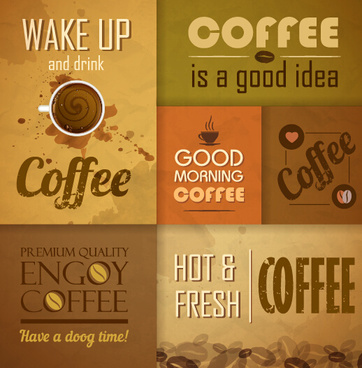 WAKE UP
and drink
Coffee
COFFEE
is a good idea
GOOD
MORNING
COFFEE
Coffee
PREMIUM QUALITY
ENGOY
COFFEE
Have a doog time!
HOT &
FRESH
COFFEE